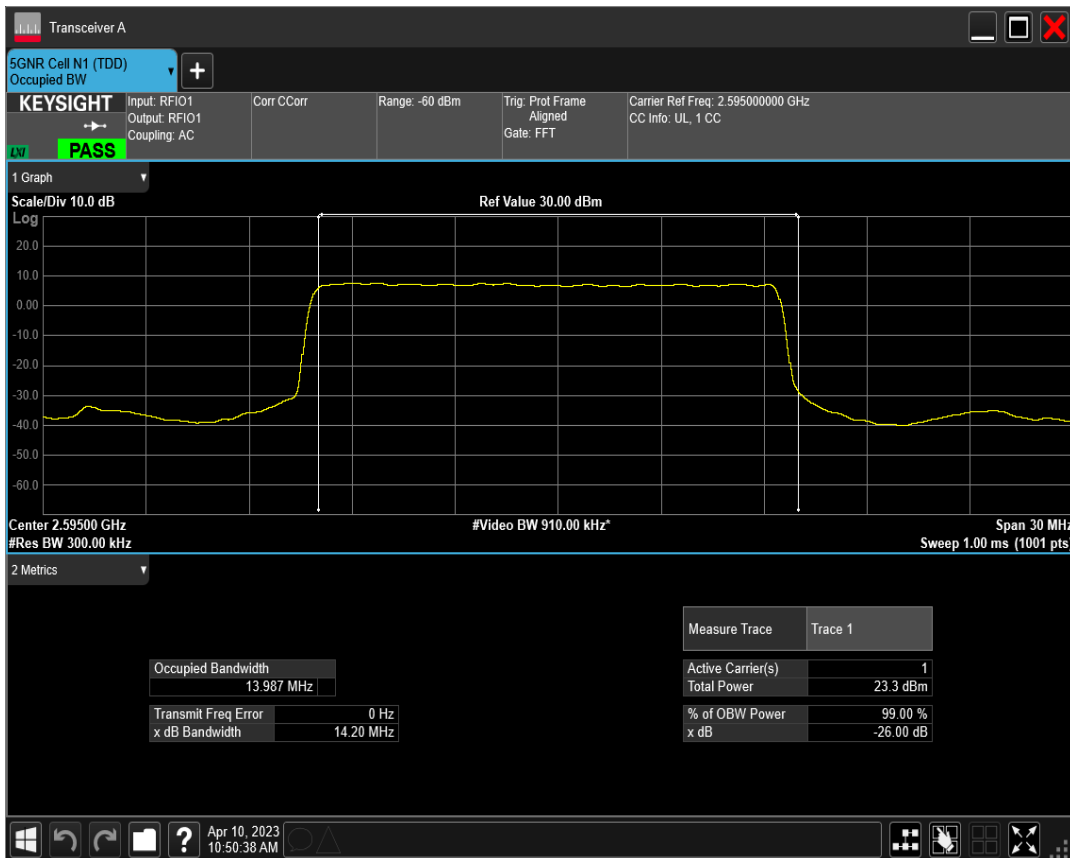 Transceiver A
5GNR Cell N1 (TDD)
Occupied BW
KEYSIGHT
LXI
PASS
Input: RFIO1
Output: RFIO1
Coupling: AC
Corr CCorr
Range: -60 dBm
Trig: Prot Frame
Aligned
Gate: FFT
Carrier Ref Freq: 2.595000000 GHz
CC Info: UL, 1 CC
1 Graph
Scale/Div 10.0 dB
Ref Value 30.00 dBm
Log
20.0
10.0
0.00
-10.0
-20.0
-30.0
-40.0
-50.0
-60.0
Center 2.59500 GHz
#Video BW 910.00 kHz*
Span 30 MHz
#Res BW 300.00 kHz
Sweep 1.00 ms (1001 pts)
2 Metrics
Measure Trace Trace 1
Occupied Bandwidth
13.987 MHz
Active Carrier(s) 1
Total Power 23.3 dBm
Transmit Freq Error 0 Hz
x dB Bandwidth 14.20 MHz
% of OBW Power 99.00 %
x dB -26.00 dB
?
Apr 10, 2023
10:50:38 AM